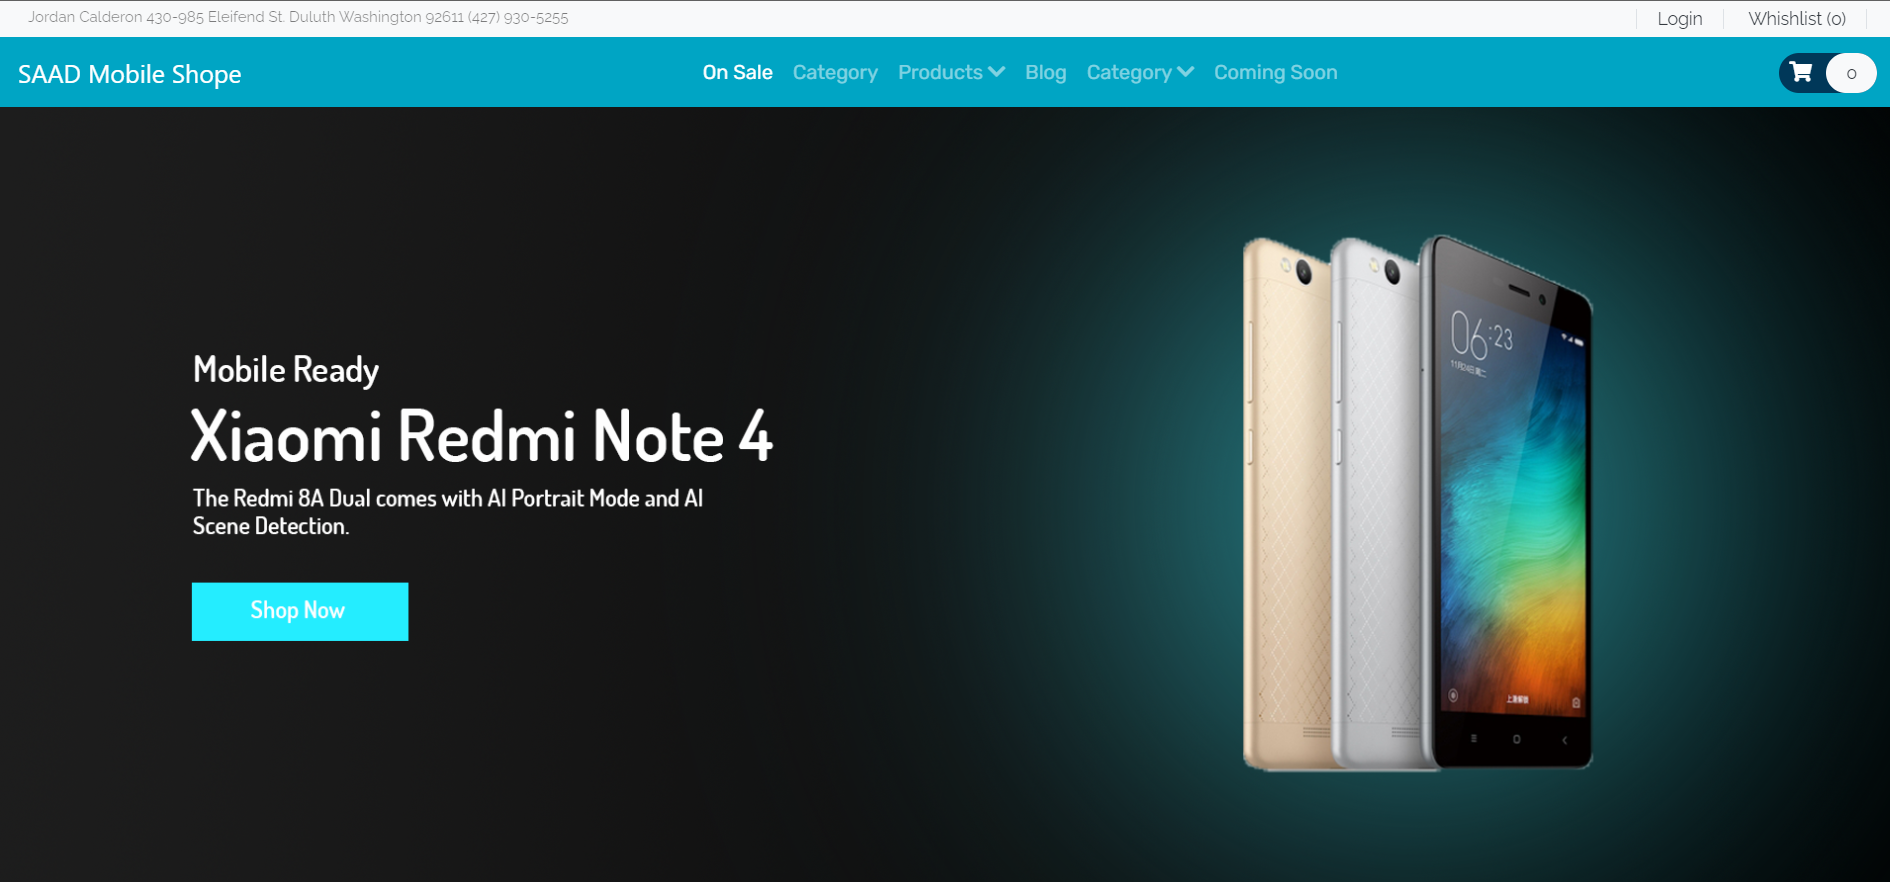 Jordan Calderon 430-985 Eleifend St. Duluth Washington 92611 (427) 930-5255
Login
Whishlist (0)
SAAD Mobile Shope
On Sale
Category
Products
Blog
Category
Coming Soon
0
Mobile Ready
Xiaomi Redmi Note 4
The Redmi 8A Dual comes with AI Portrait Mode and AI
Scene Detection.
Shop Now
06:23